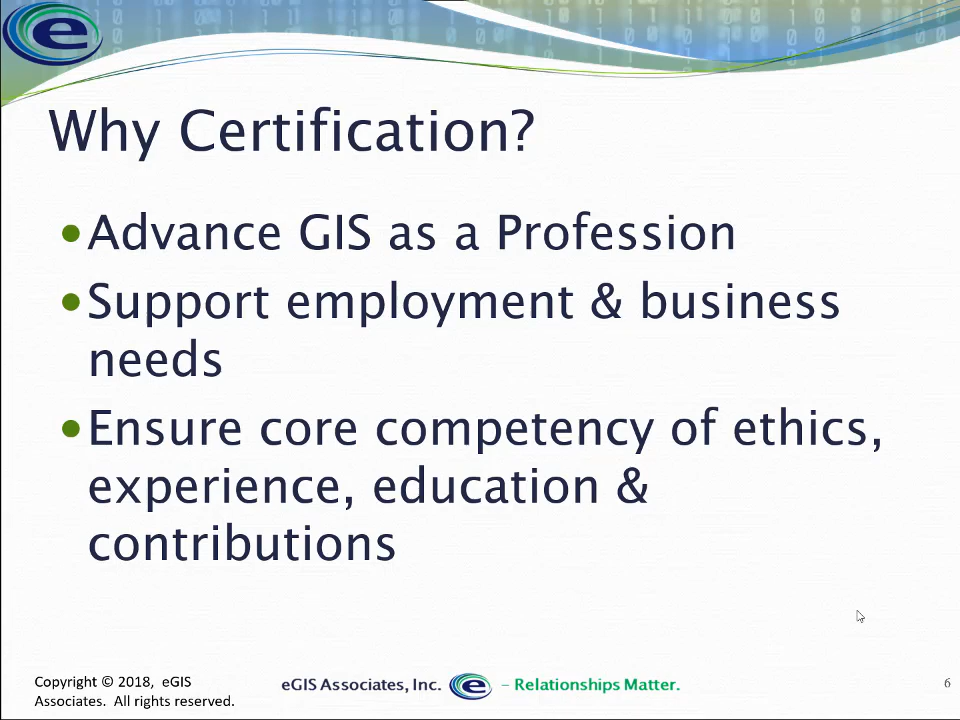 Why Certification?
•Advance GIS as a Profession
•Support employment & business
needs
•Ensure core competency of ethics,
experience, education &
contributions
Copyright © 2018, eGIS
Associates. All rights reserved.
eGIS Associates, Inc. e – Relationships Matter.
6